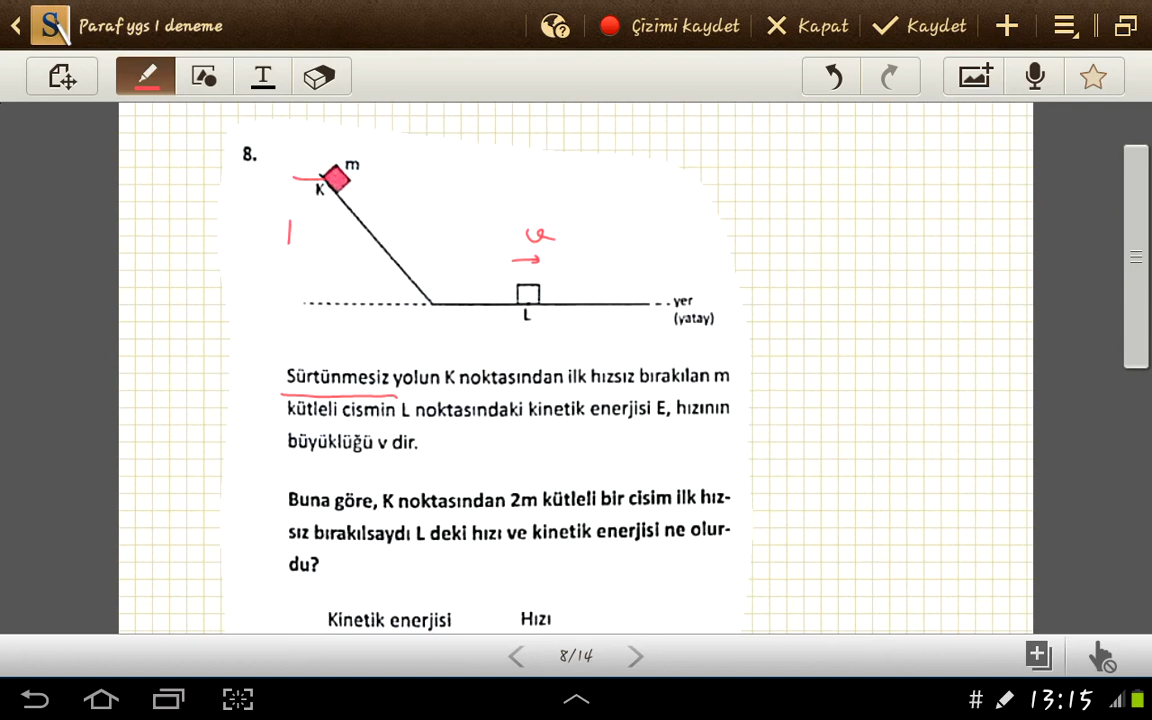 Paraf ygs 1 deneme
Çizimi kaydet
Kapat
Kaydet
T
8.
m
K
v
L
yer
(yatay)
Sürtünmesiz yolun K noktasından ilk hızsız bırakılan m
kütleli cismin L noktasındaki kinetik enerjisi E, hızının
büyüklüğü v dir.
Buna göre, K noktasından 2m kütleli bir cisim ilk hız-
sız bırakılsaydı L deki hızı ve kinetik enerjisi ne olur-
du?
Kinetik enerjisi Hızı
8/14
# 13:15